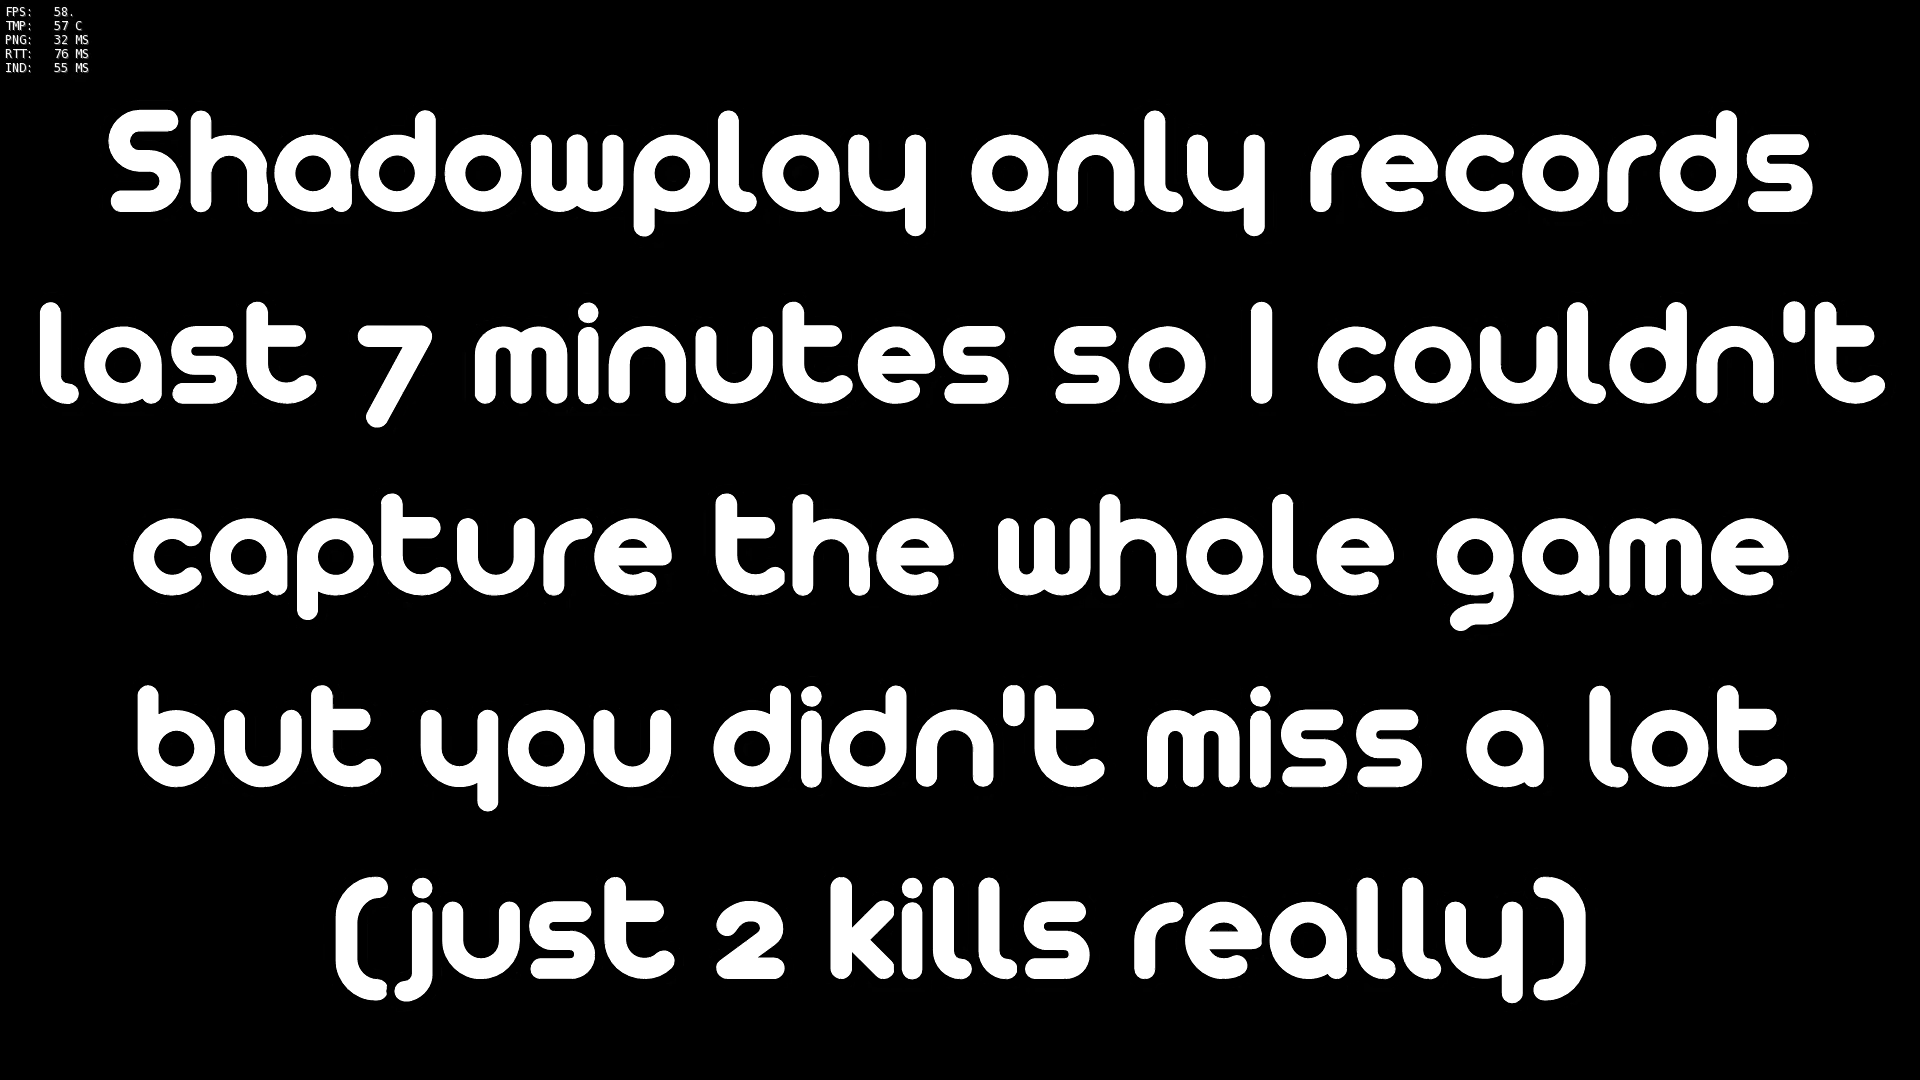 FPS: 58.
TMP: 57 C
PNG: 32 MS
RTT: 76 MS
IND: 55 MS
Shadowplay only records
last 7 minutes so I couldn't
capture the whole game
but you didn't miss a lot
(just 2 kills really)